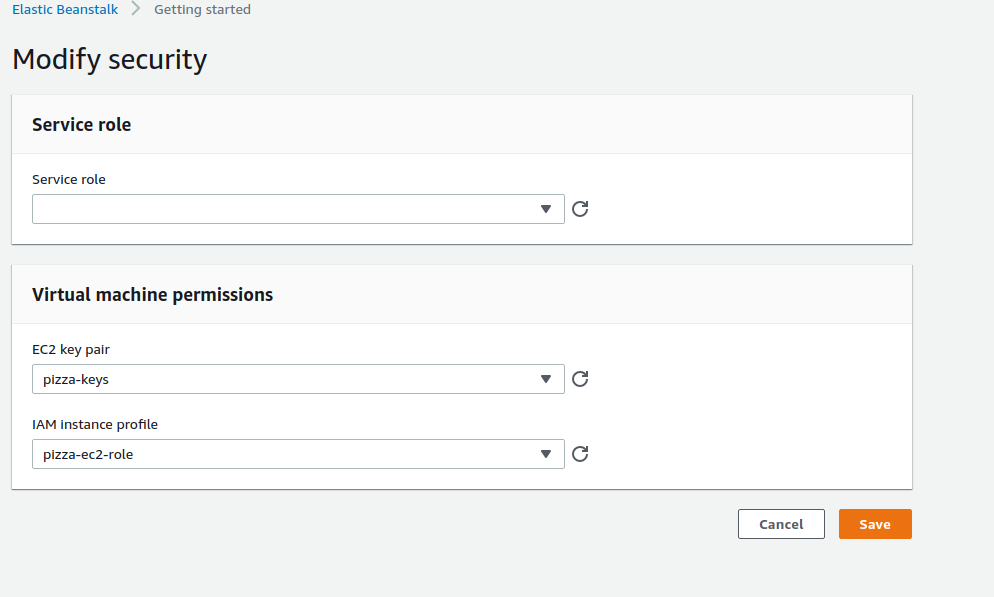 Elastic Beanstalk > Getting started
Modify security
Service role
Service role
Virtual machine permissions
EC2 key pair
pizza-keys
IAM instance profile
pizza-ec2-role
Cancel Save